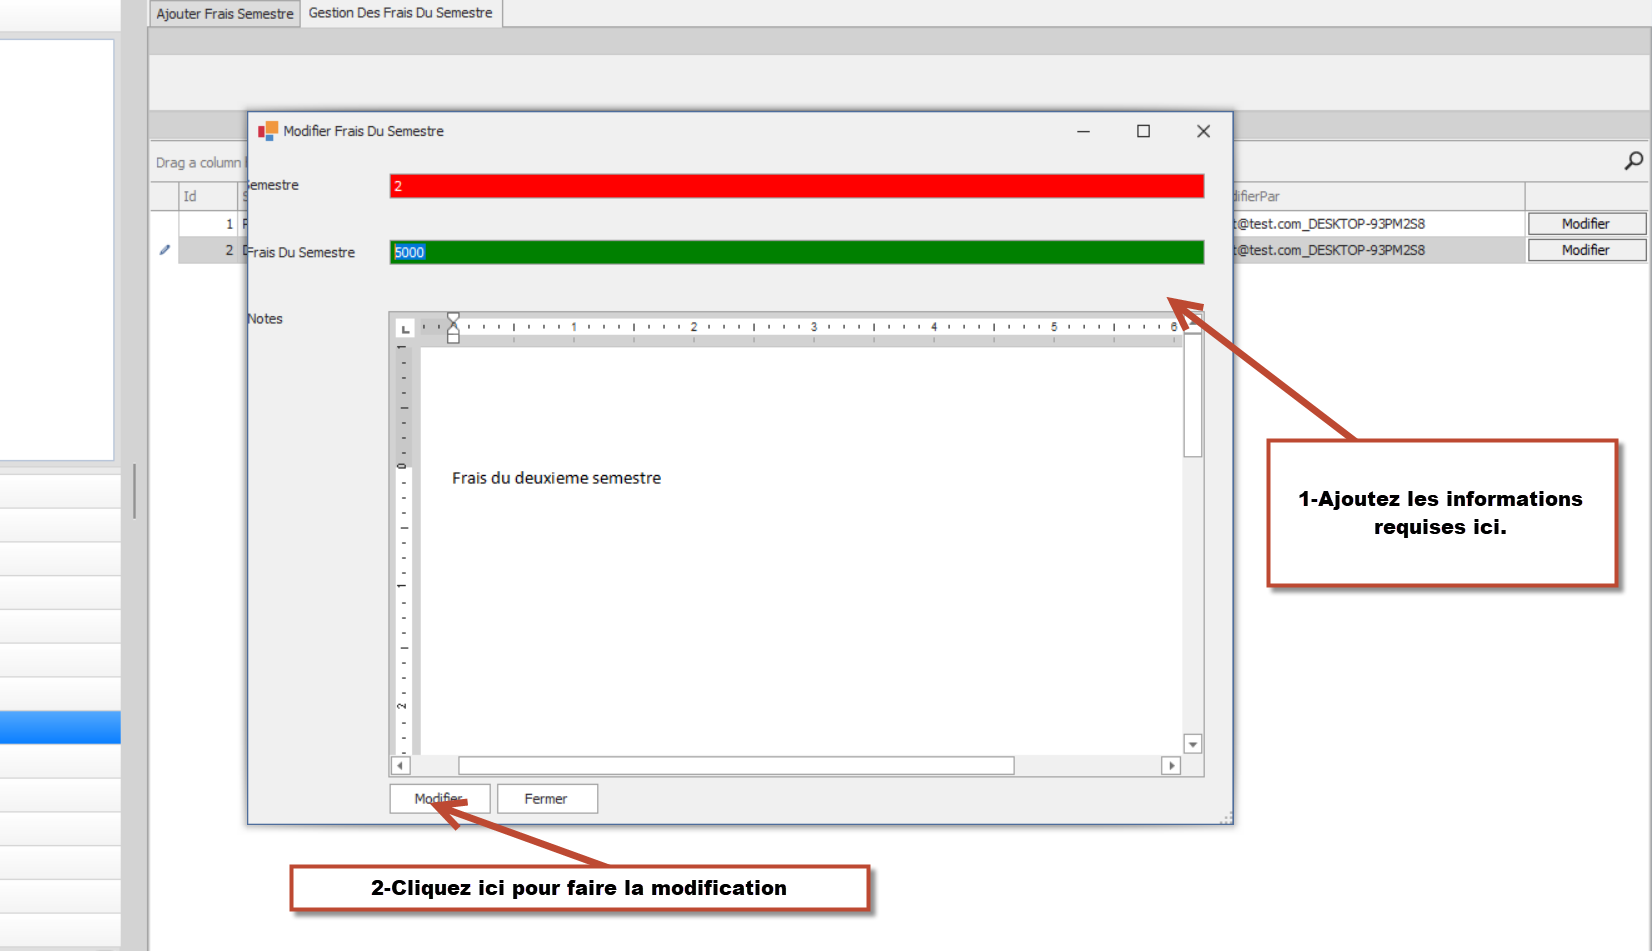 Ajouter Frais Semestre
Gestion Des Frais Du Semestre
Modifier Frais Du Semestre
Drag a column
Semestre
2
Id
difierPar
1
t@test.com_DESKTOP-93PM2S8
Modifier
2
Frais Du Semestre
5000
t@test.com_DESKTOP-93PM2S8
Modifier
Notes
1 2 3 4 5 6
0
1
2
Frais du deuxieme semestre
1-Ajoutez les informations
requises ici.
Modifier
Fermer
2-Cliquez ici pour faire la modification